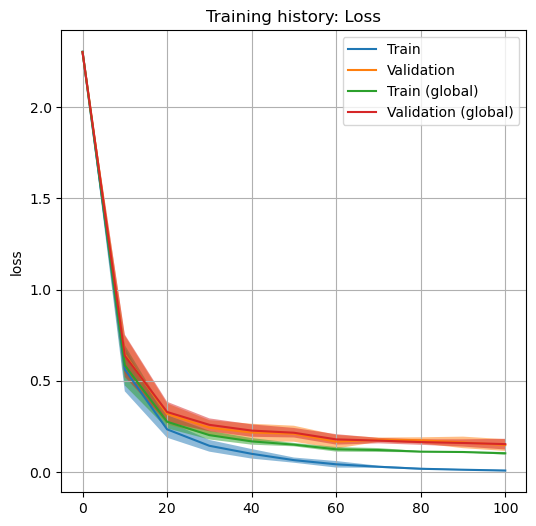 Training history: Loss
Train
Validation
Train (global)
Validation (global)
loss
2.0
1.5
1.0
0.5
0.0
0 20 40 60 80 100